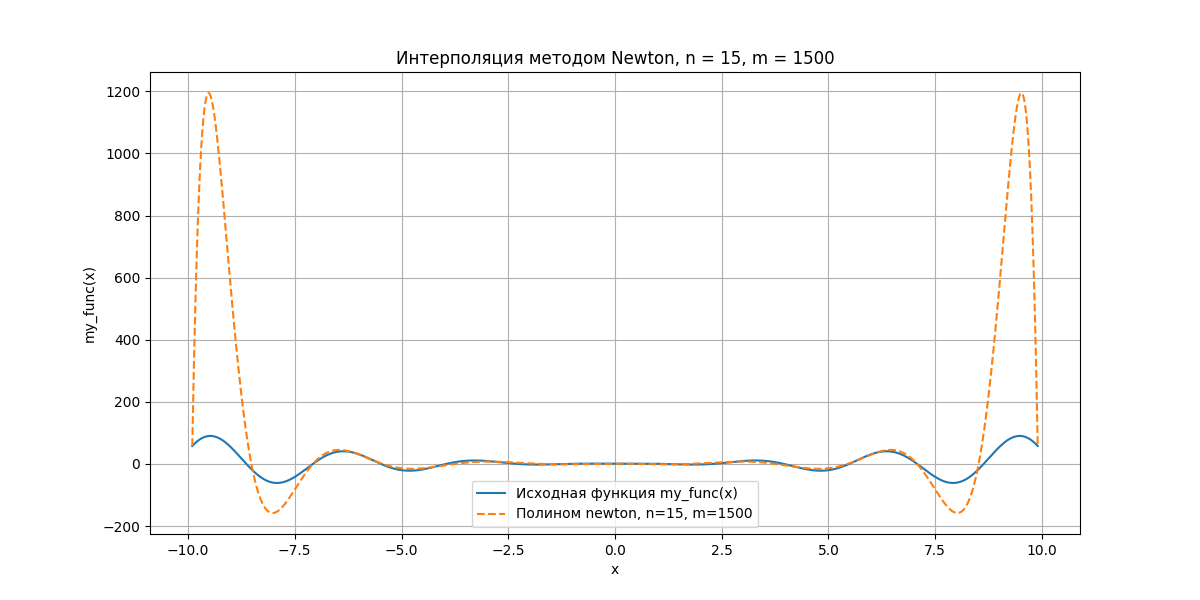 Интерполяция методом Newton, n = 15, m = 1500
1200
1000
800
600
400
200
0
−200
my_func(x)
Исходная функция my_func(x)
Полином newton, n=15, m=1500
−10.0 −7.5 −5.0 −2.5 0.0 2.5 5.0 7.5 10.0
x